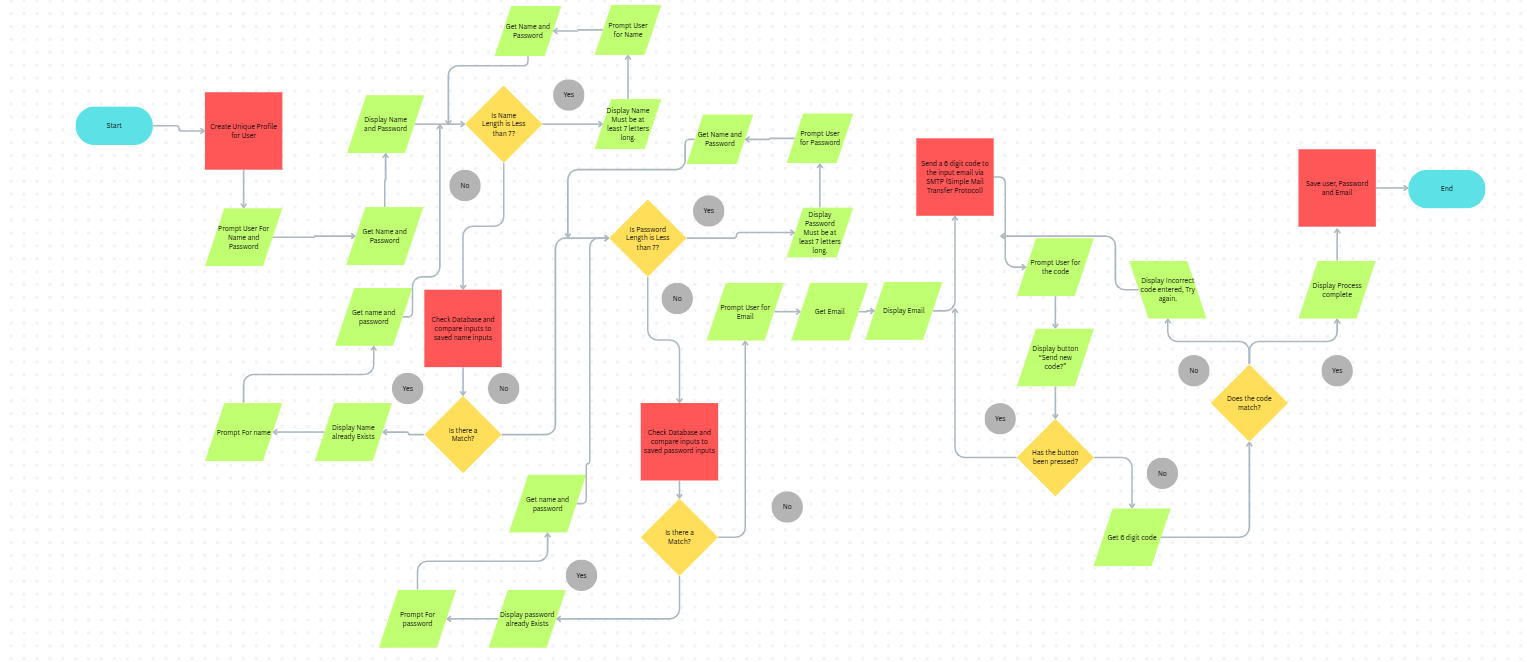 Start
Create Unique Profile
for User
Prompt User For
Name and
Password
Get Name and
Password
Display Name
and Password
Is Name
Length is Less
than 7?
Yes
Display Name
Must be at
least 7 letters
long.
Prompt User
for Name
Get Name and
Password
No
Check Database and
compare inputs to
saved name inputs
Is there a
Match?
Yes
Display Name
already Exists
Prompt For name
Get name and
password
No
Is Password
Length is Less
than 7?
Yes
Display
Password
Must be at
least 7 letters
long.
Prompt User
for Password
Get Name and
Password
No
Check Database and
compare inputs to
saved password inputs
Is there a
Match?
Yes
Display password
already Exists
Prompt For
password
Get name and
password
No
Prompt User for
Email
Get Email
Display Email
Send a 6 digit code to
the input email via
SMTP (Simple Mail
Transfer Protocol)
Prompt User for
the code
Display button
“Send new
code?”
Has the button
been pressed?
Yes
No
Get 6 digit code
Does the code
match?
No
Display incorrect
code entered, Try
again.
Yes
Display Process
complete
Save user, Password
and Email
End